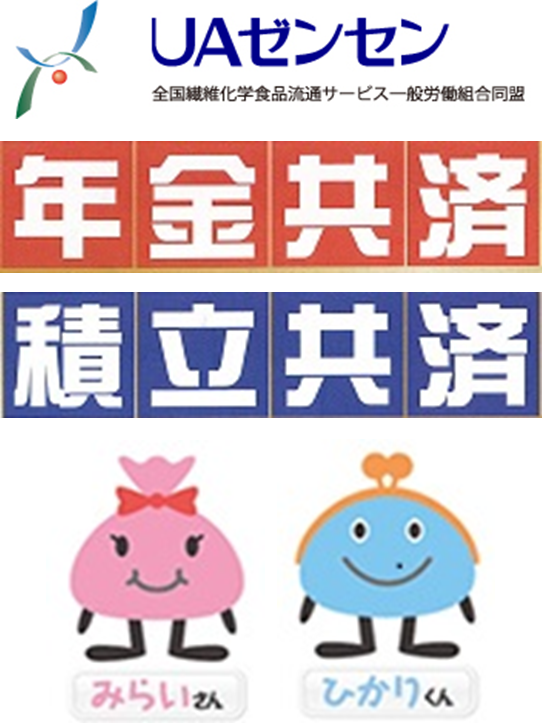 UAゼンセン
全国繊維化学食品流通サービス一般労働組合同盟
年金共済
積立共済
みらいさん
ひかりくん